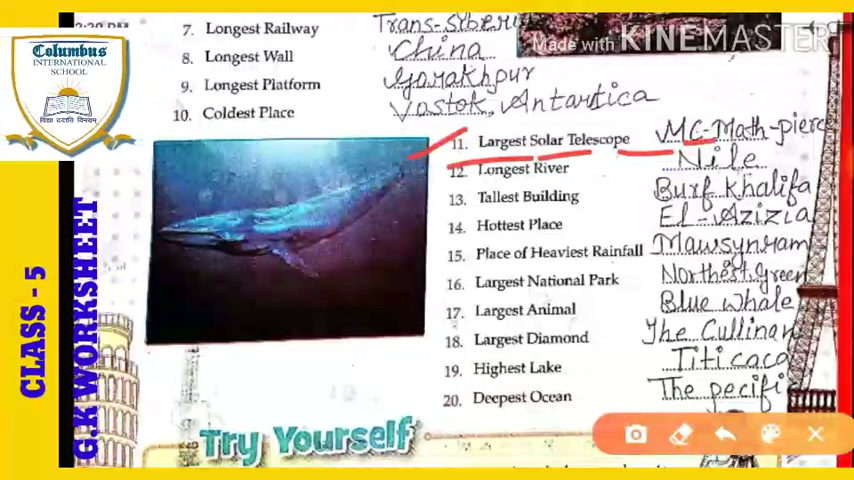 Columbus
INTERNATIONAL
SCHOOL
CLASS - 5
G.K WORKSHEET
Made with KINEMASTER
7. Longest Railway Trans-siberi
8. Longest Wall China
9. Longest Platform Gorakhpur
10. Coldest Place Vostok, Antartica
11. Largest Solar Telescope MC-Math-pierc
12. Longest River Nile
13. Tallest Building Burf Khalifa
14. Hottest Place El-Azizia
15. Place of Heaviest Rainfall Mawsynram
16. Largest National Park Northest Green
17. Largest Animal Blue whale
18. Largest Diamond The Cullinan
19. Highest Lake Titicaca
20. Deepest Ocean The pecific
Try Yourself